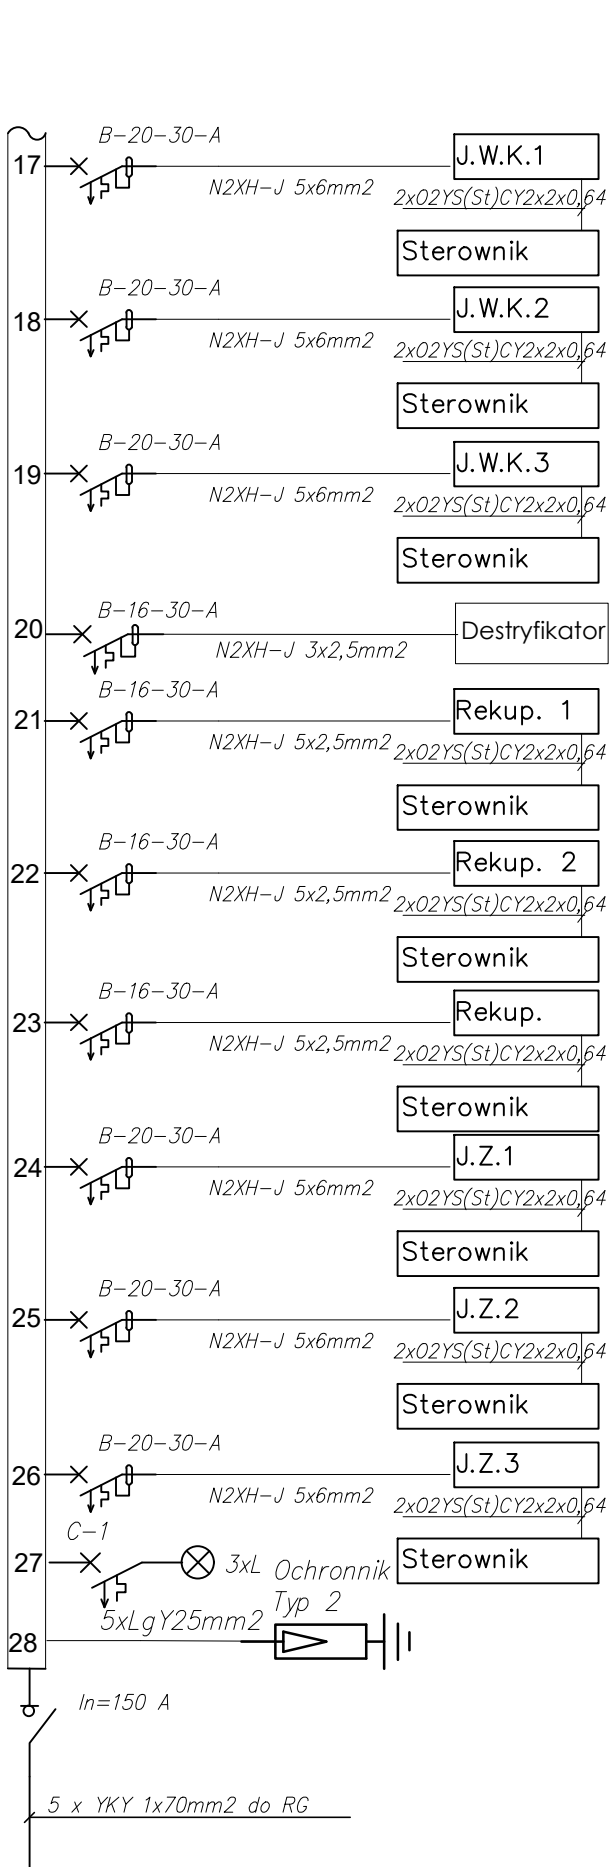 B-20-30-A
17
J.W.K.1
N2XH-J 5x6mm2
2xO2YS(St)CY2x2x0,64
Sterownik
B-20-30-A
18
J.W.K.2
N2XH-J 5x6mm2
2xO2YS(St)CY2x2x0,64
Sterownik
B-20-30-A
19
J.W.K.3
N2XH-J 5x6mm2
2xO2YS(St)CY2x2x0,64
Sterownik
B-16-30-A
20
Destryfikator
N2XH-J 3x2,5mm2
B-16-30-A
21
Rekup. 1
N2XH-J 5x2,5mm2
2xO2YS(St)CY2x2x0,64
Sterownik
B-16-30-A
22
Rekup. 2
N2XH-J 5x2,5mm2
2xO2YS(St)CY2x2x0,64
Sterownik
B-16-30-A
23
Rekup.
N2XH-J 5x2,5mm2
2xO2YS(St)CY2x2x0,64
Sterownik
B-20-30-A
24
J.Z.1
N2XH-J 5x6mm2
2xO2YS(St)CY2x2x0,64
Sterownik
B-20-30-A
25
J.Z.2
N2XH-J 5x6mm2
2xO2YS(St)CY2x2x0,64
Sterownik
B-20-30-A
26
J.Z.3
N2XH-J 5x6mm2
2xO2YS(St)CY2x2x0,64
Sterownik
C-1
27
3xL
Ochronnik
Typ 2
5xLgY25mm2
28
In=150 A
5 x YKY 1x70mm2 do RG